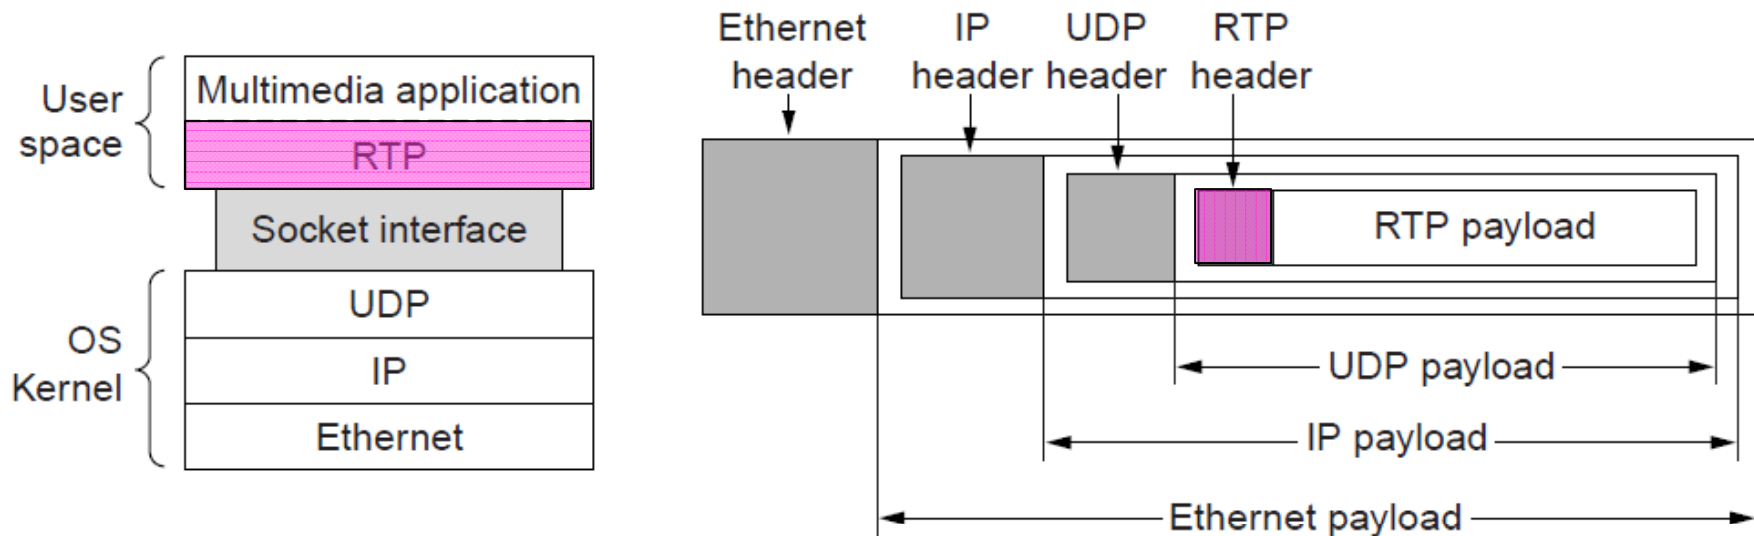 User
space
Multimedia application
RTP
Socket interface
OS
Kernel
UDP
IP
Ethernet
Ethernet
header
IP
header
UDP
header
RTP
header
RTP payload
UDP payload
IP payload
Ethernet payload